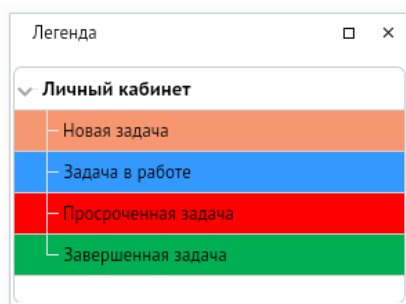 Легенда
Личный кабинет
Новая задача
Задача в работе
Просроченная задача
Завершенная задача